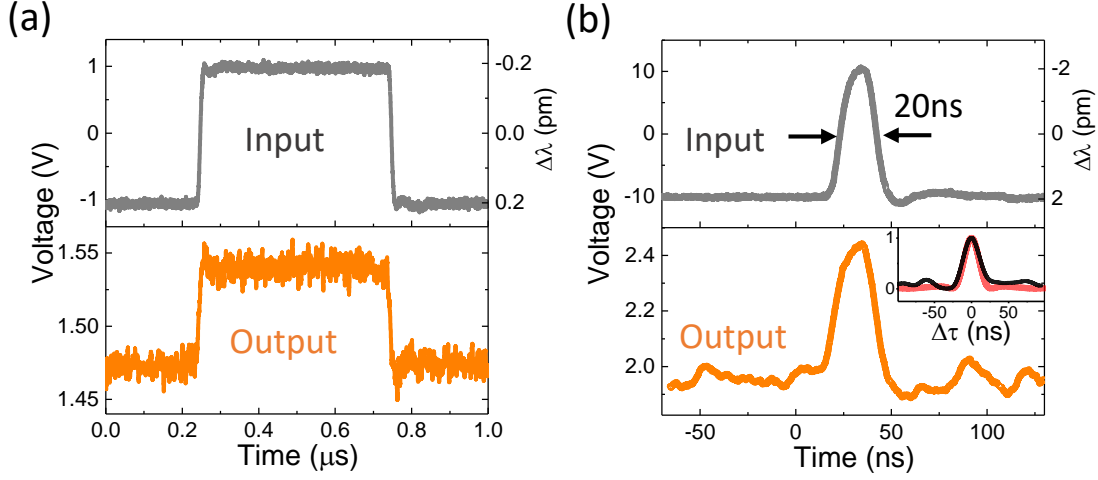 (a)
(b)
Voltage (V)
1
0
-1
Input
-0.2
0.0
0.2
Δλ (pm)
1.55
1.50
1.45
Output
0.0 0.2 0.4 0.6 0.8 1.0
Time (μs)
Voltage (V)
10
0
-10
Input
20ns
-2
0
2
Δλ (pm)
2.4
2.2
2.0
Output
1
0
-50 0 50
Δτ (ns)
-50 0 50 100
Time (ns)